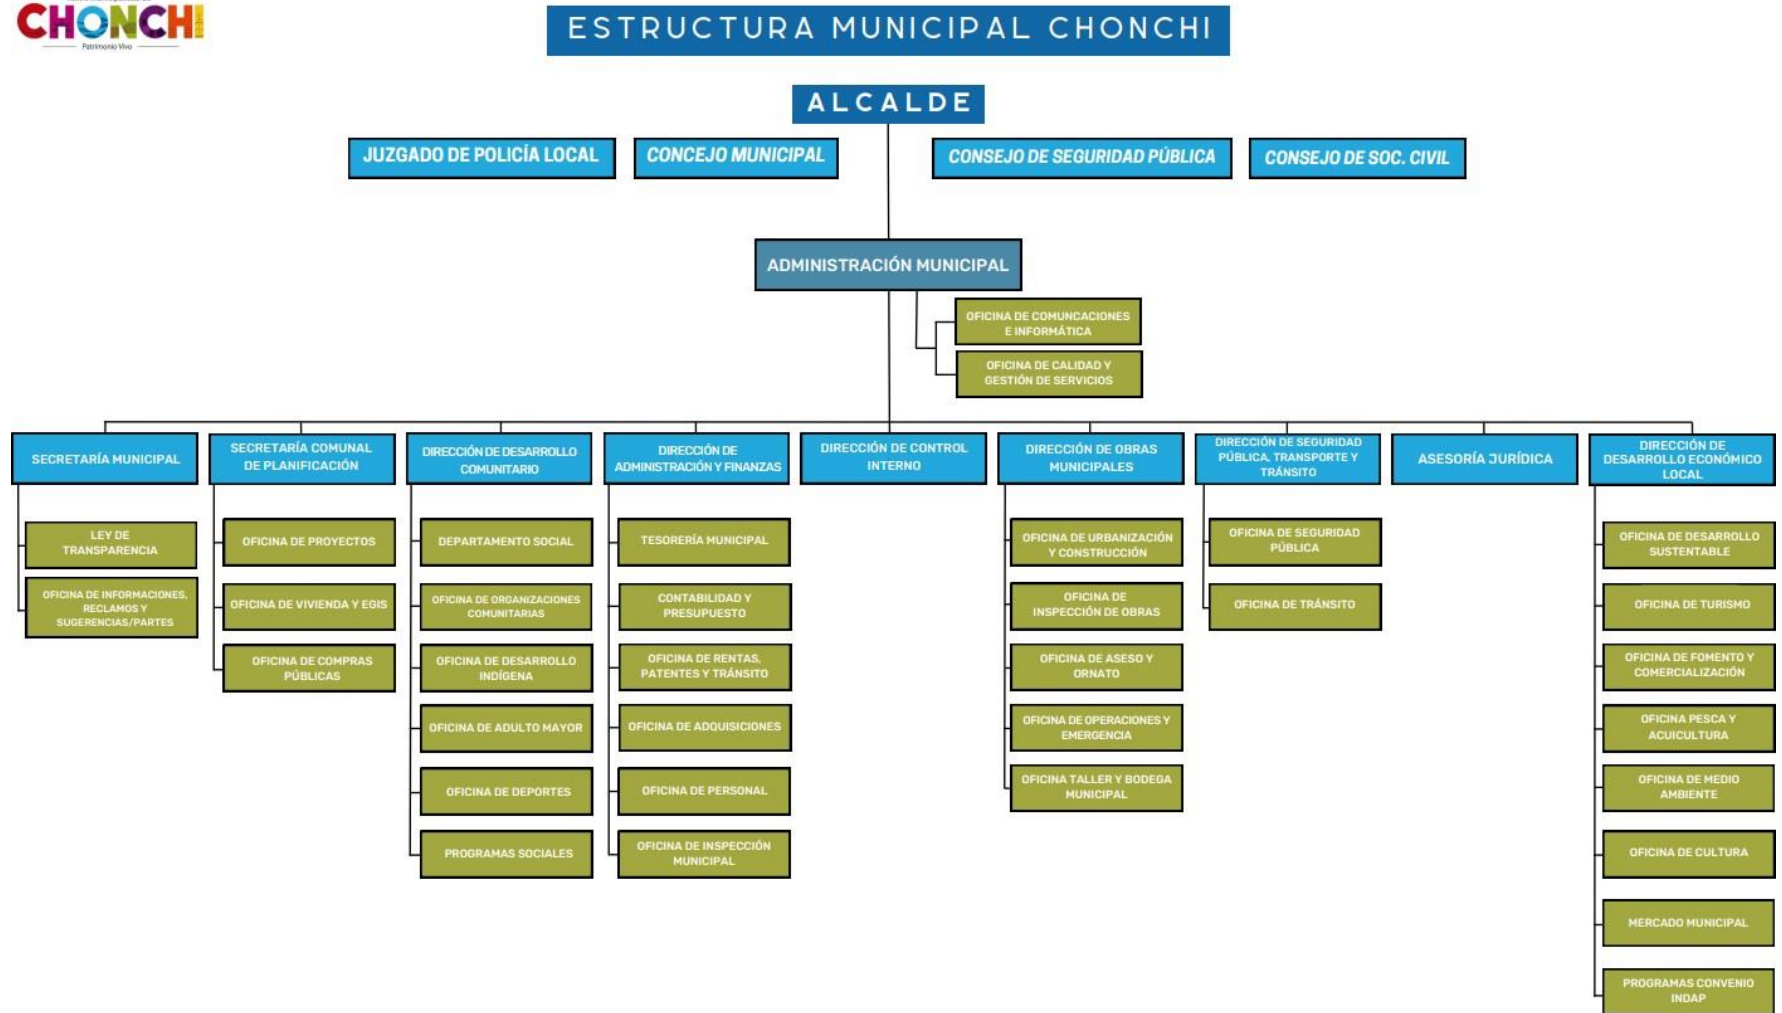 CHONCHI
Patrimonio Vivo
ESTRUCTURA MUNICIPAL CHONCHI
ALCALDE
JUZGADO DE POLICÍA LOCAL
CONCEJO MUNICIPAL
CONSEJO DE SEGURIDAD PÚBLICA
CONSEJO DE SOC. CIVIL
ADMINISTRACIÓN MUNICIPAL
OFICINA DE COMUNCACIONES
E INFORMÁTICA
OFICINA DE CALIDAD Y
GESTIÓN DE SERVICIOS
SECRETARÍA MUNICIPAL
LEY DE
TRANSPARENCIA
OFICINA DE INFORMACIONES,
RECLAMOS Y
SUGERENCIAS/PARTES
SECRETARÍA COMUNAL
DE PLANIFICACIÓN
OFICINA DE PROYECTOS
OFICINA DE VIVIENDA Y EGIS
OFICINA DE COMPRAS
PÚBLICAS
DIRECCIÓN DE DESARROLLO
COMUNITARIO
DEPARTAMENTO SOCIAL
OFICINA DE ORGANIZACIONES
COMUNITARIAS
OFICINA DE DESARROLLO
INDÍGENA
OFICINA DE ADULTO MAYOR
OFICINA DE DEPORTES
PROGRAMAS SOCIALES
DIRECCIÓN DE
ADMINISTRACIÓN Y FINANZAS
TESORERÍA MUNICIPAL
CONTABILIDAD Y
PRESUPUESTO
OFICINA DE RENTAS,
PATENTES Y TRÁNSITO
OFICINA DE ADQUISICIONES
OFICINA DE PERSONAL
OFICINA DE INSPECCIÓN
MUNICIPAL
DIRECCIÓN DE CONTROL
INTERNO
DIRECCIÓN DE OBRAS
MUNICIPALES
OFICINA DE URBANIZACIÓN
Y CONSTRUCCIÓN
OFICINA DE
INSPECCIÓN DE OBRAS
OFICINA DE ASESO Y
ORNATO
OFICINA DE OPERACIONES Y
EMERGENCIA
OFICINA TALLER Y BODEGA
MUNICIPAL
DIRECCIÓN DE SEGURIDAD
PÚBLICA, TRANSPORTE Y
TRÁNSITO
OFICINA DE SEGURIDAD
PÚBLICA
OFICINA DE TRÁNSITO
ASESORÍA JURÍDICA
DIRECCIÓN DE
DESARROLLO ECONÓMICO
LOCAL
OFICINA DE DESARROLLO
SUSTENTABLE
OFICINA DE TURISMO
OFICINA DE FOMENTO Y
COMERCIALIZACIÓN
OFICINA PESCA Y
ACUICULTURA
OFICINA DE MEDIO
AMBIENTE
OFICINA DE CULTURA
MERCADO MUNICIPAL
PROGRAMAS CONVENIO
INDAP